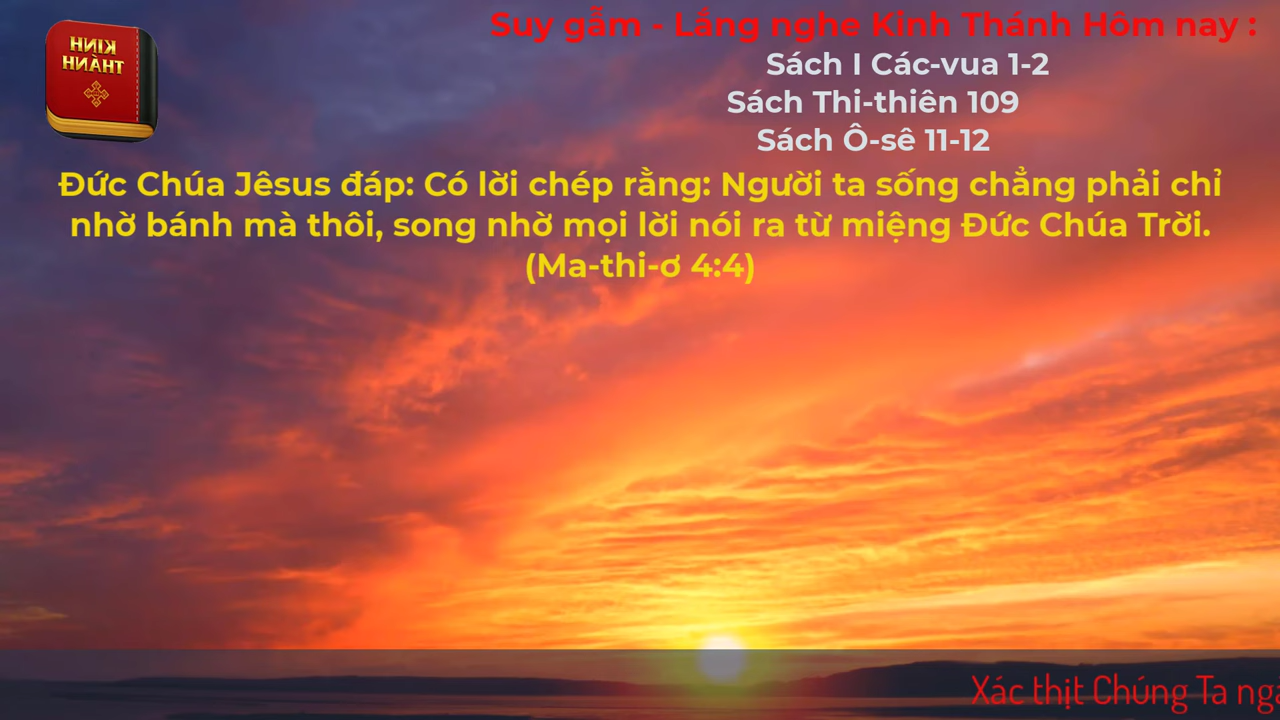 KINH
THÁNH
Suy gẫm - Lắng nghe Kinh Thánh Hôm nay :
Sách I Các-vua 1-2
Sách Thi-thiên 109
Sách Ô-sê 11-12
Đức Chúa Jêsus đáp: Có lời chép rằng: Người ta sống chẳng phải chỉ
nhờ bánh mà thôi, song nhờ mọi lời nói ra từ miệng Đức Chúa Trời.
(Ma-thi-ơ 4:4)
Xác thịt Chúng Ta